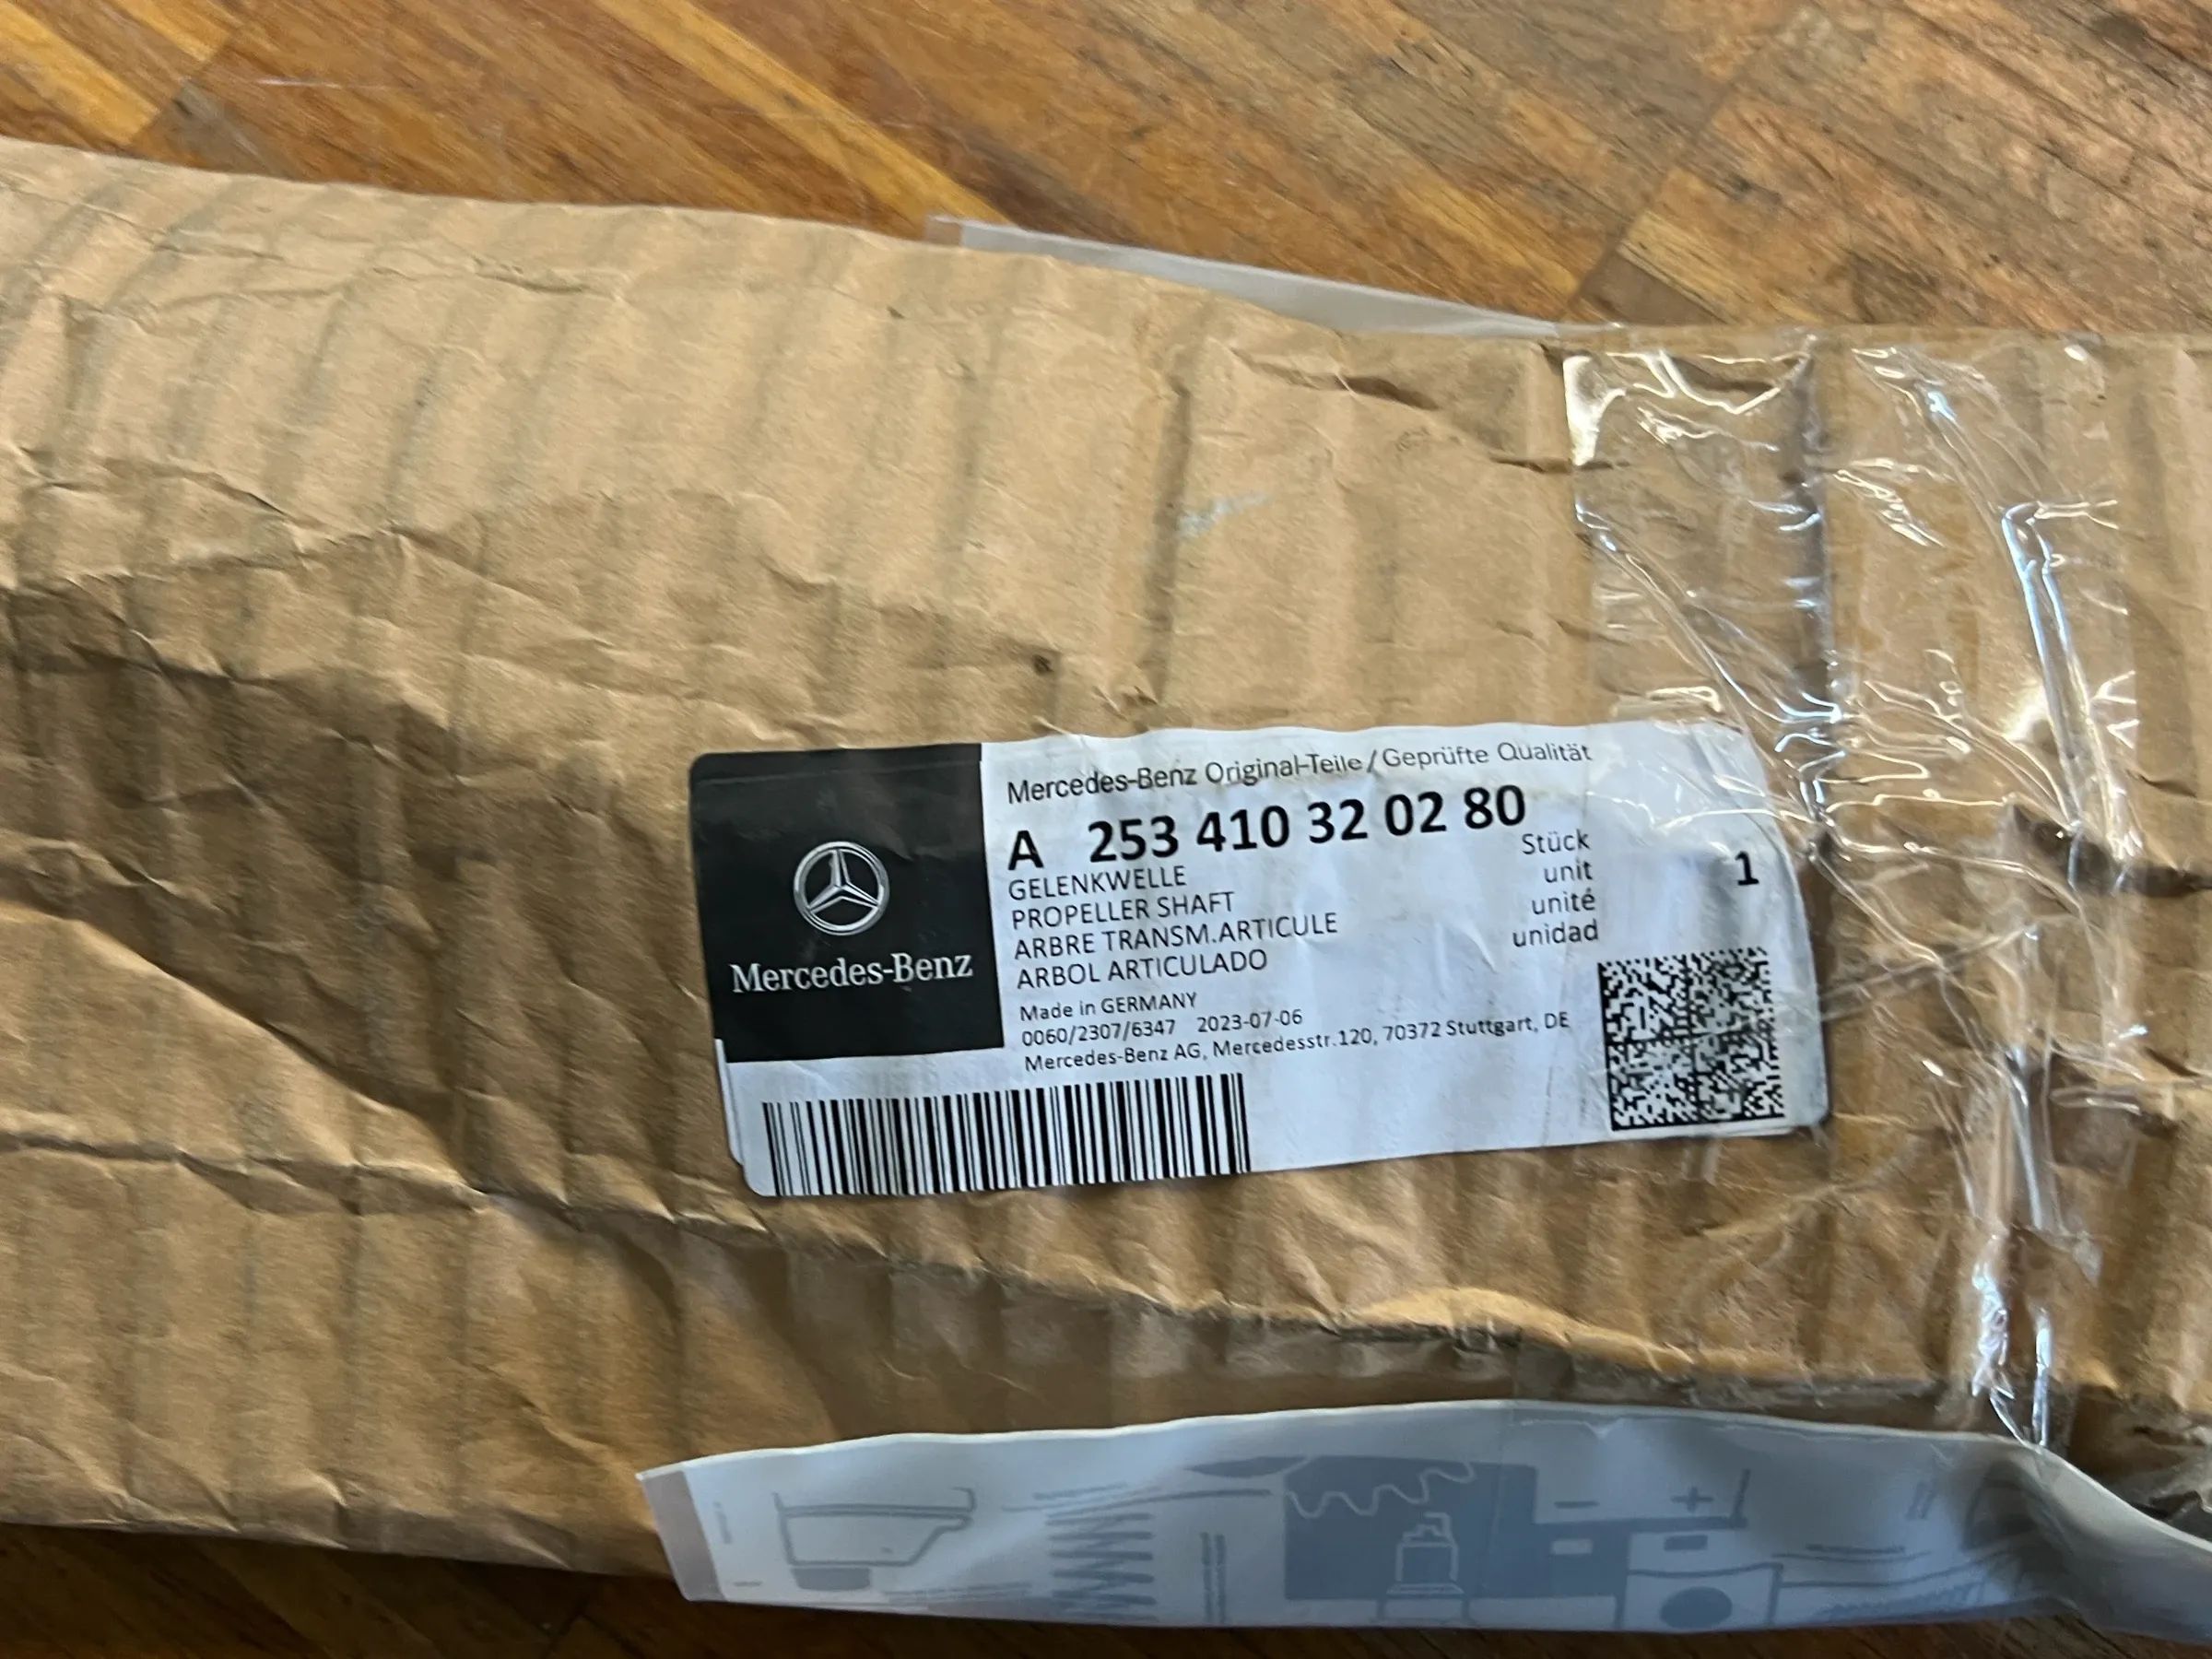 Mercedes-Benz Original-Teile / Geprüfte Qualität
A 253 410 32 02 80
GELENKWELLE
PROPELLER SHAFT
ARBRE TRANSM.ARTICULE
ARBOL ARTICULADO
Stück
unit
unité
unidad
1
Made in GERMANY
0060/2307/6347 2023-07-06
Mercedes-Benz AG, Mercedesstr.120, 70372 Stuttgart, DE
Mercedes-Benz